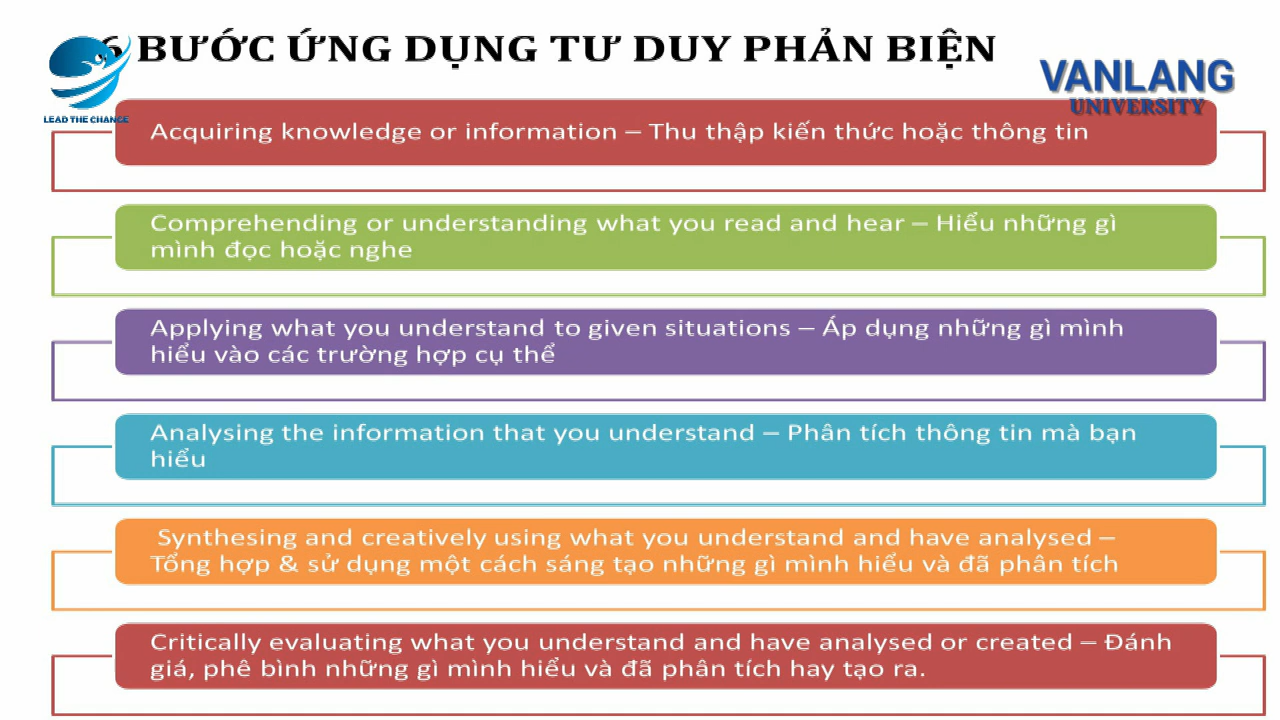 6 BƯỚC ỨNG DỤNG TƯ DUY PHẢN BIỆN
LEAD THE CHANGE
VANLANG
UNIVERSITY
Acquiring knowledge or information – Thu thập kiến thức hoặc thông tin
Comprehending or understanding what you read and hear – Hiểu những gì
mình đọc hoặc nghe
Applying what you understand to given situations – Áp dụng những gì mình
hiểu vào các trường hợp cụ thể
Analysing the information that you understand – Phân tích thông tin mà bạn
hiểu
Synthesing and creatively using what you understand and have analysed –
Tổng hợp & sử dụng một cách sáng tạo những gì mình hiểu và đã phân tích
Critically evaluating what you understand and have analysed or created – Đánh
giá, phê bình những gì mình hiểu và đã phân tích hay tạo ra.